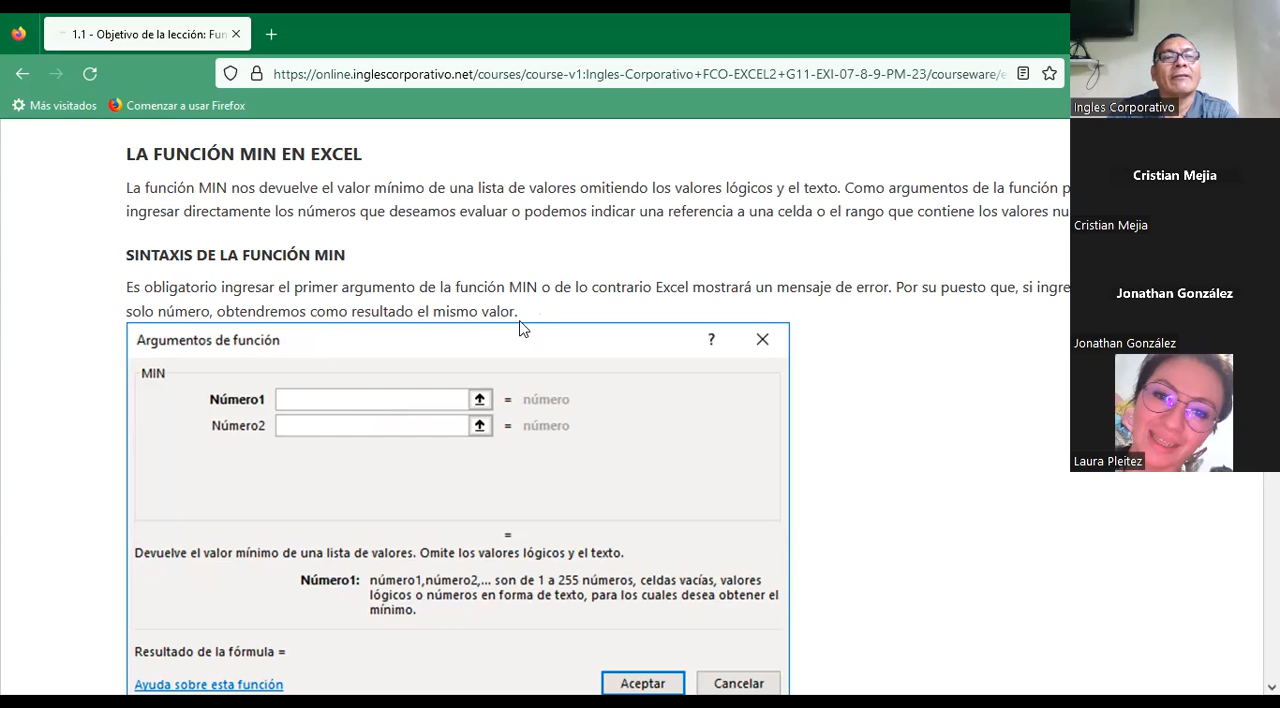 1.1 - Objetivo de la lección: Fun
https://online.inglescorporativo.net/courses/course-v1:Ingles-Corporativo+FCO-EXCEL2+G11-EXI-07-8-9-PM-23/courseware/e
Más visitados Comenzar a usar Firefox
LA FUNCIÓN MIN EN EXCEL
La función MIN nos devuelve el valor mínimo de una lista de valores omitiendo los valores lógicos y el texto. Como argumentos de la función p
ingresar directamente los números que deseamos evaluar o podemos indicar una referencia a una celda o el rango que contiene los valores nu
SINTAXIS DE LA FUNCIÓN MIN
Es obligatorio ingresar el primer argumento de la función MIN o de lo contrario Excel mostrará un mensaje de error. Por su puesto que, si ingre
solo número, obtendremos como resultado el mismo valor.
Argumentos de función ?
MIN
Número1 = número
Número2 = número
=
Devuelve el valor mínimo de una lista de valores. Omite los valores lógicos y el texto.
Número1: número1,número2,... son de 1 a 255 números, celdas vacías, valores
lógicos o números en forma de texto, para los cuales desea obtener el
mínimo.
Resultado de la fórmula =
Ayuda sobre esta función Aceptar Cancelar
Ingles Corporativo
Cristian Mejia
Cristian Mejia
Jonathan González
Jonathan González
Laura Pleitez